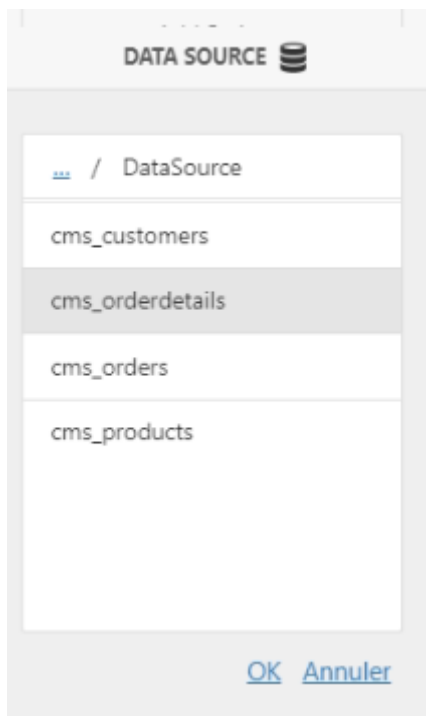 DATA SOURCE
... / DataSource
cms_customers
cms_orderdetails
cms_orders
cms_products
OK Annuler